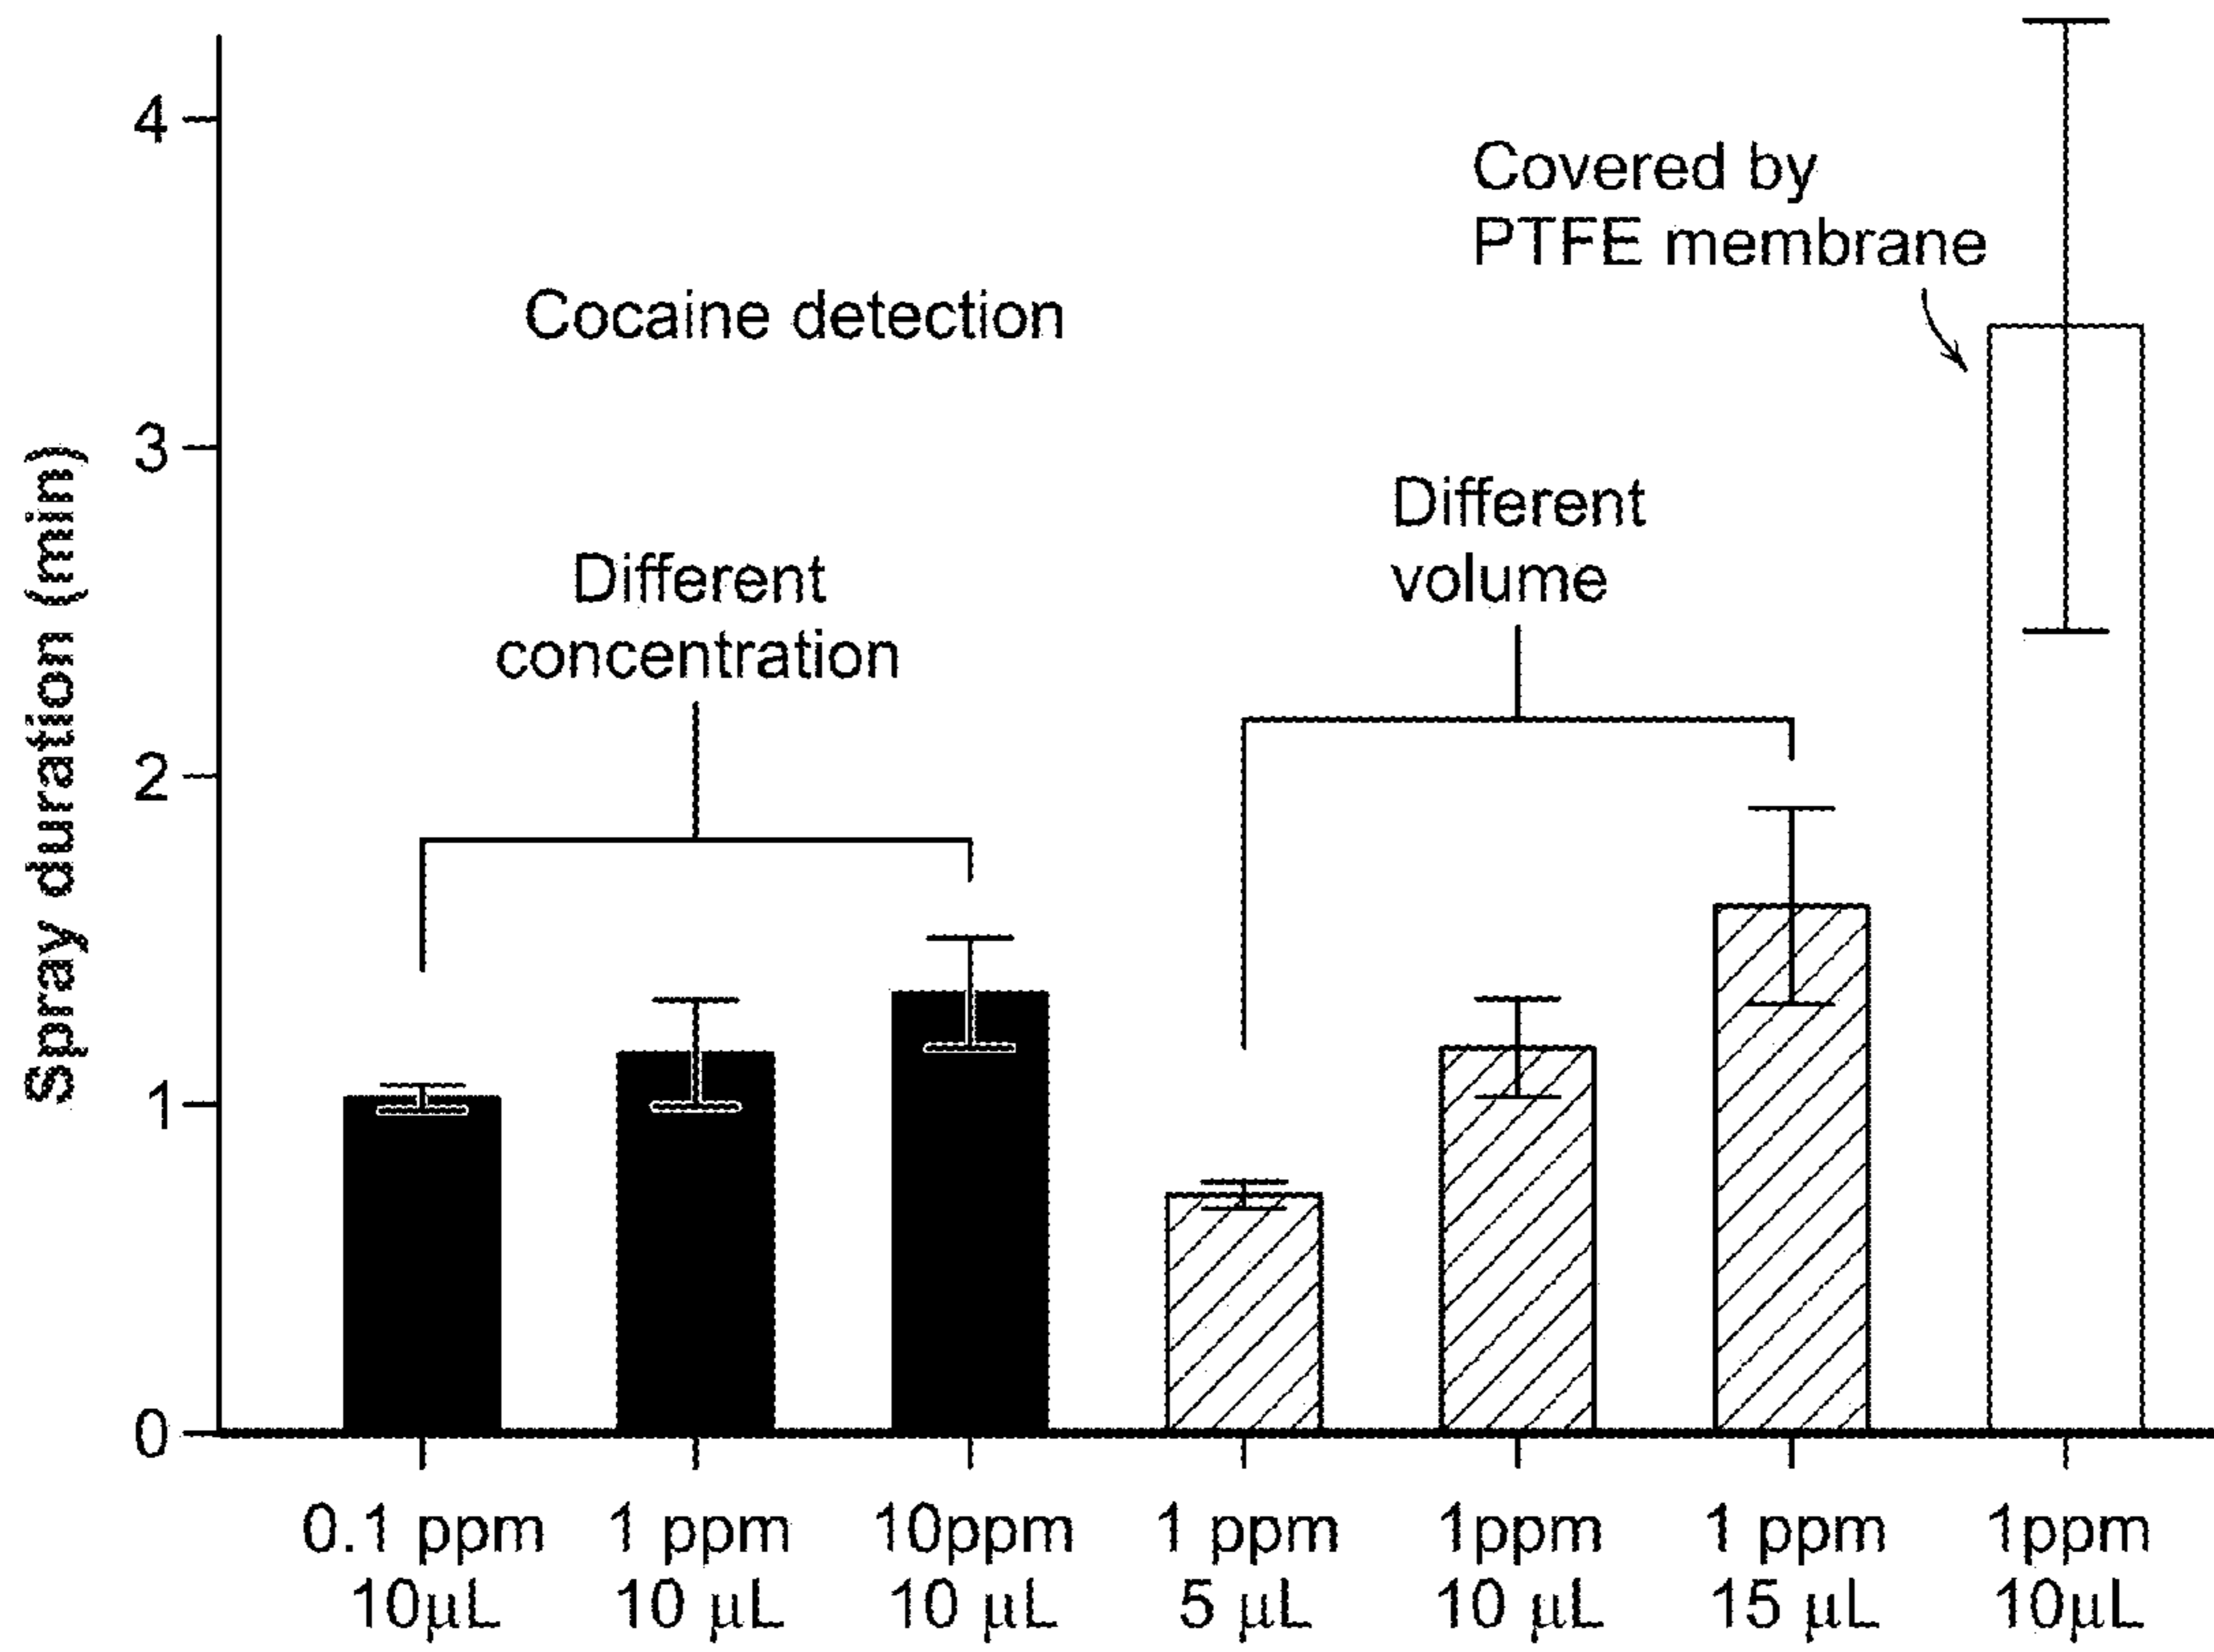 Spray duration (min)
4
3
2
1
0
Cocaine detection
Different
concentration
Different
volume
Covered by
PTFE membrane
0.1 ppm
10μL
1 ppm
10 μL
10ppm
10 μL
1 ppm
5 μL
1ppm
10 μL
1 ppm
15 μL
1ppm
10μL